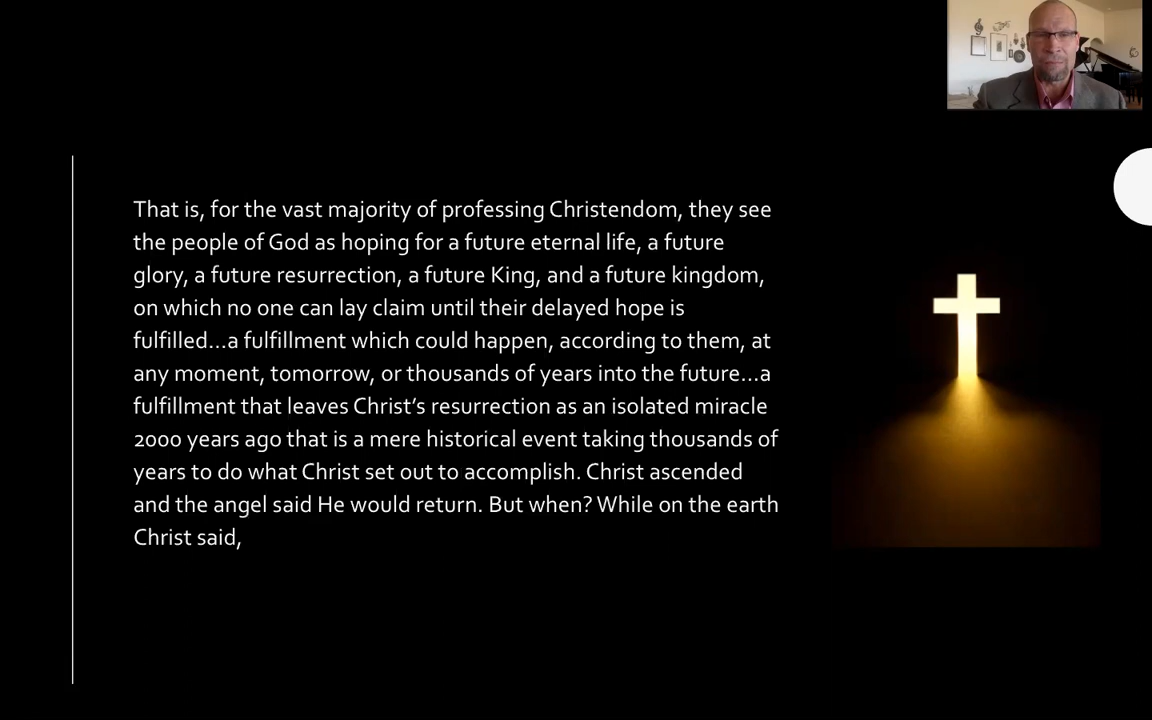 That is, for the vast majority of professing Christendom, they see
the people of God as hoping for a future eternal life, a future
glory, a future resurrection, a future King, and a future kingdom,
on which no one can lay claim until their delayed hope is
fulfilled...a fulfillment which could happen, according to them, at
any moment, tomorrow, or thousands of years into the future...a
fulfillment that leaves Christ's resurrection as an isolated miracle
2000 years ago that is a mere historical event taking thousands of
years to do what Christ set out to accomplish. Christ ascended
and the angel said He would return. But when? While on the earth
Christ said,